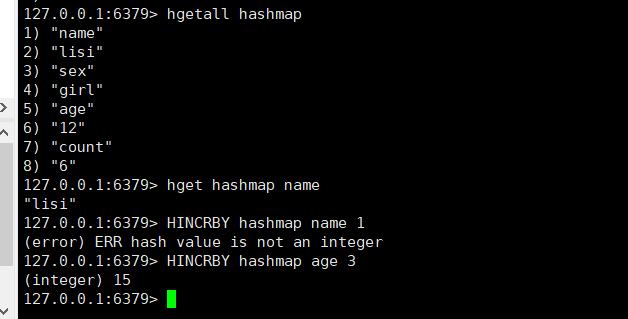 127.0.0.1:6379> hgetall hashmap
1) "name"
2) "lisi"
3) "sex"
4) "girl"
5) "age"
6) "12"
7) "count"
8) "6"
127.0.0.1:6379> hget hashmap name
"lisi"
127.0.0.1:6379> HINCRBY hashmap name 1
(error) ERR hash value is not an integer
127.0.0.1:6379> HINCRBY hashmap age 3
(integer) 15
127.0.0.1:6379>